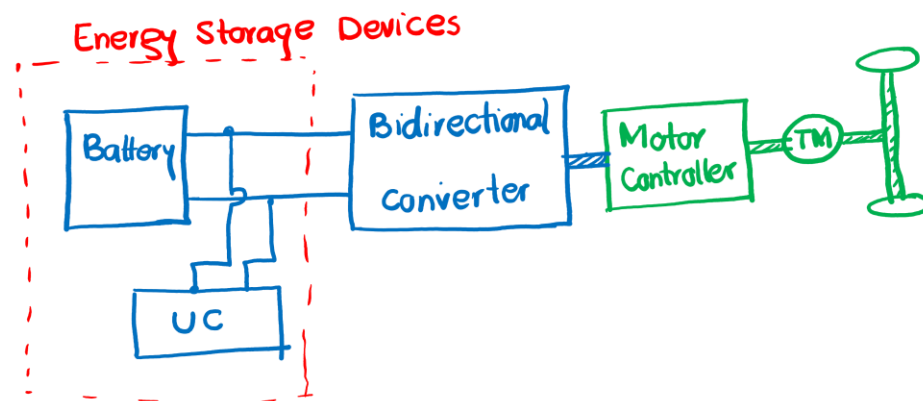 Energy Storage Devices
Battery
Bidirectional
Converter
Motor
Controller
TM
UC